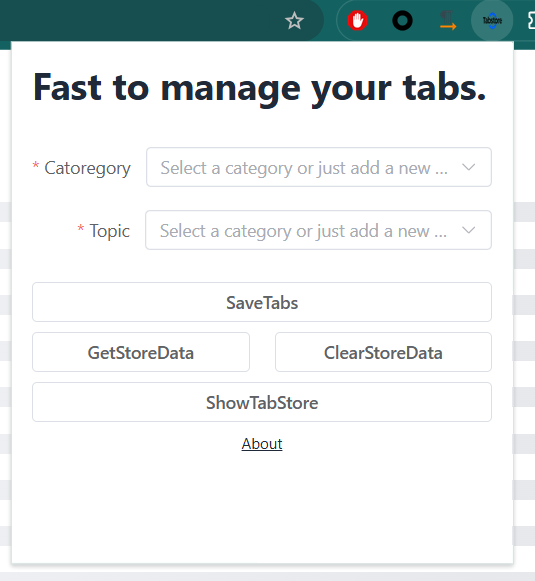 Tabstore
Fast to manage your tabs.
* Catoregory Select a category or just add a new ...
* Topic Select a category or just add a new ...
SaveTabs
GetStoreData ClearStoreData
ShowTabStore
About